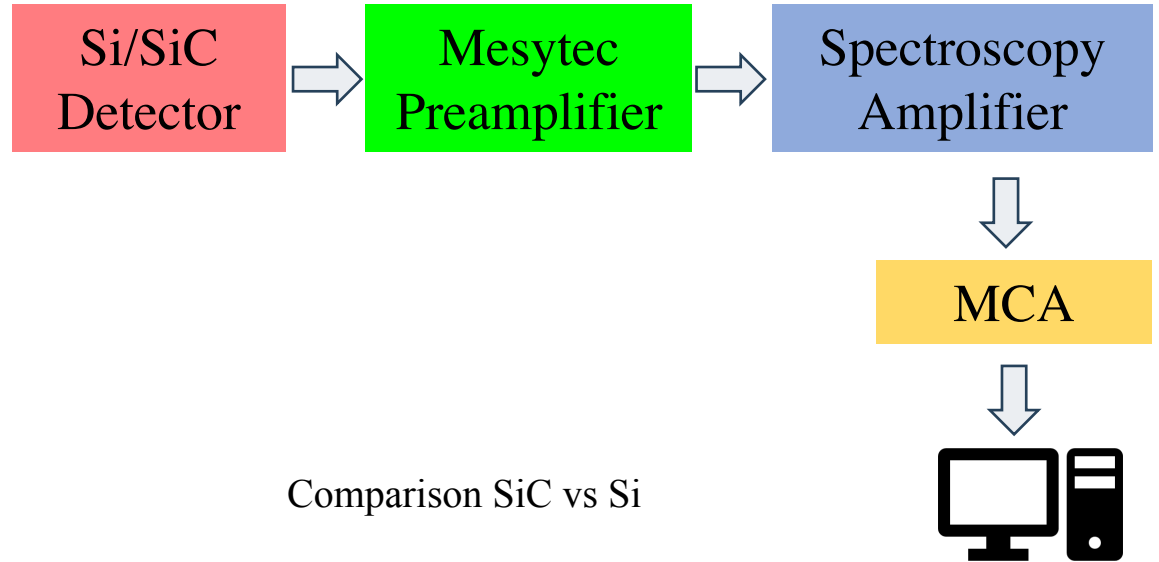 Si/SiC
Detector
Mesytec
Preamplifier
Spectroscopy
Amplifier
MCA
Comparison SiC vs Si